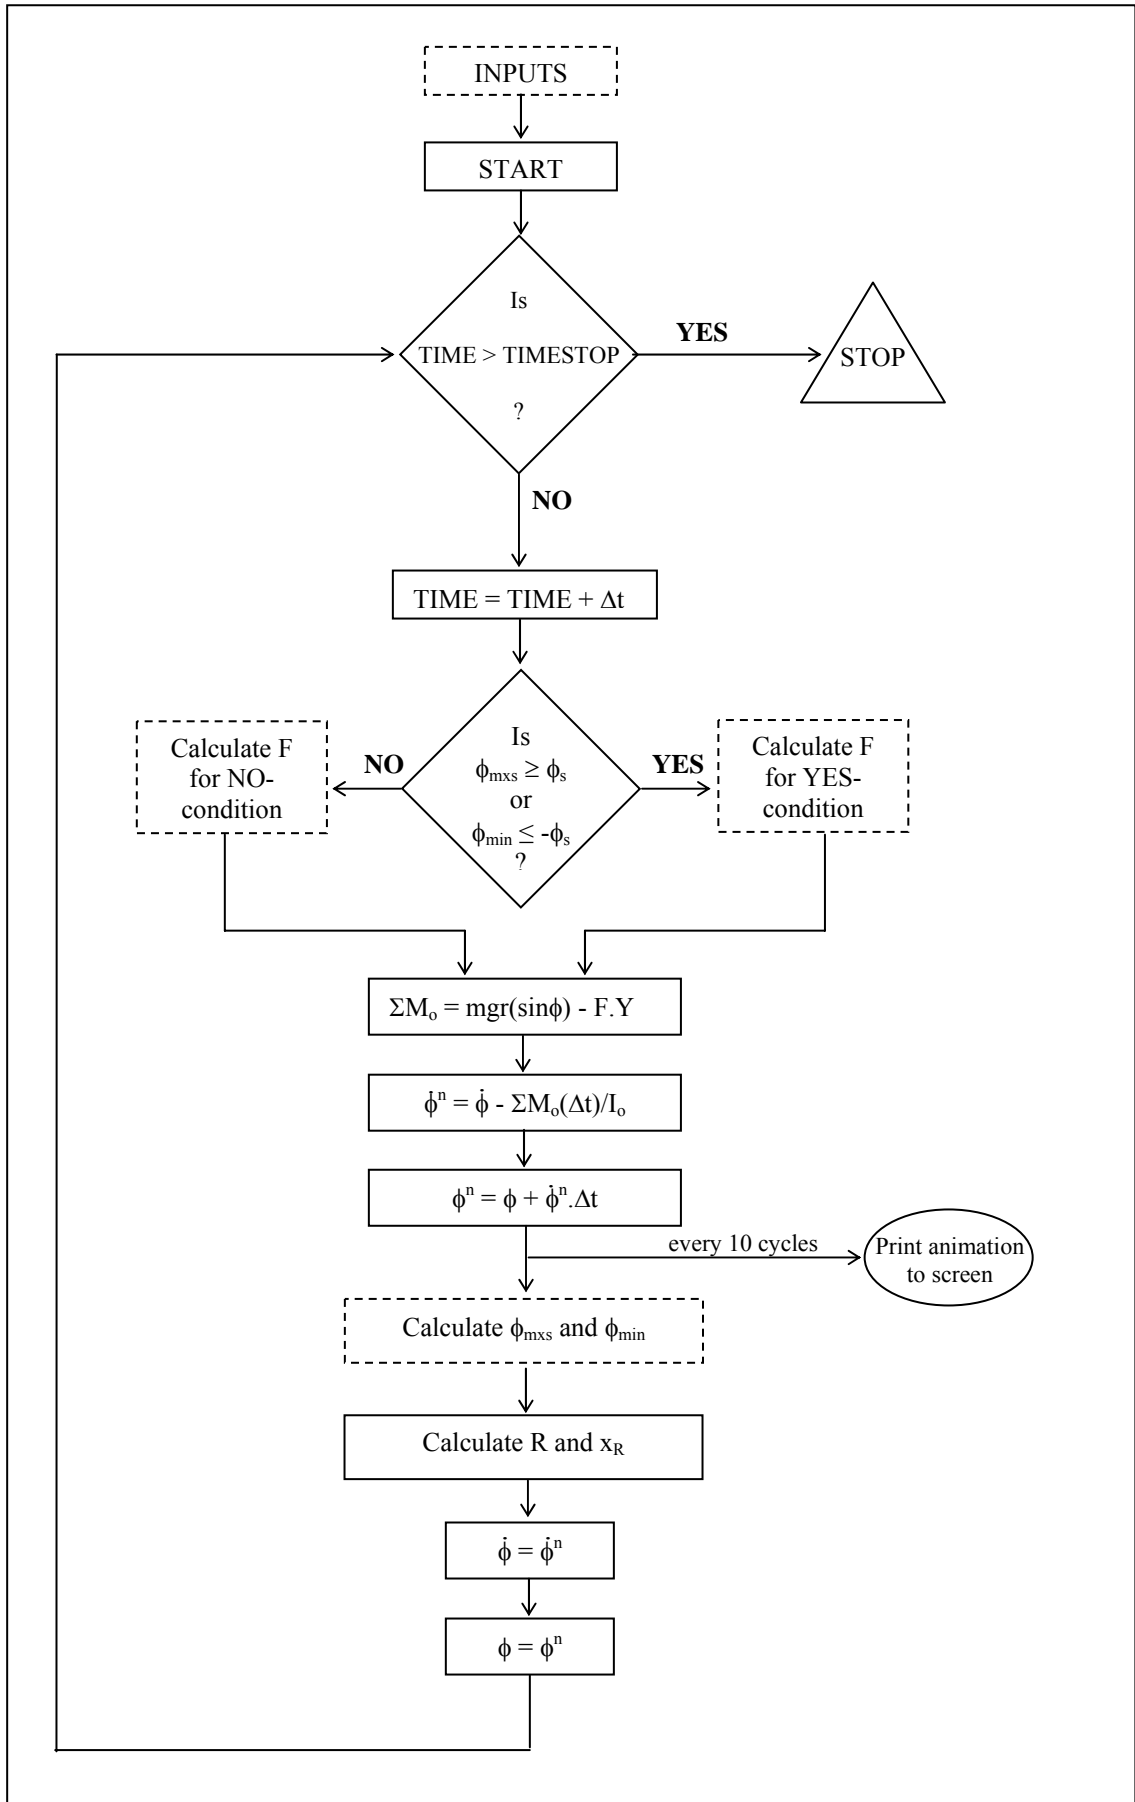 INPUTS
START
Is
TIME > TIMESTOP
?
YES
STOP
NO
TIME = TIME + Δt
Calculate F
for NO-
condition
NO
Is
ϕmxs ≥ ϕs
or
ϕmin ≤ -ϕs
?
YES
Calculate F
for YES-
condition
ΣMo = mgr(sinϕ) - F.Y
ϕ̇ⁿ = ϕ̇ - ΣMo(Δt)/Io
ϕⁿ = ϕ + ϕ̇ⁿ.Δt
every 10 cycles
Print animation
to screen
Calculate ϕmxs and ϕmin
Calculate R and xR
ϕ̇ = ϕ̇ⁿ
ϕ = ϕⁿ